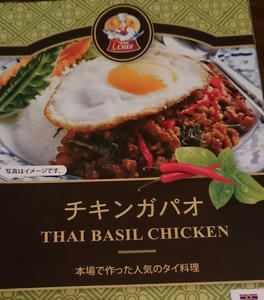 CHEF
写真はイメージです。
チキンガパオ
THAI BASIL CHICKEN
本場で作った人気のタイ料理